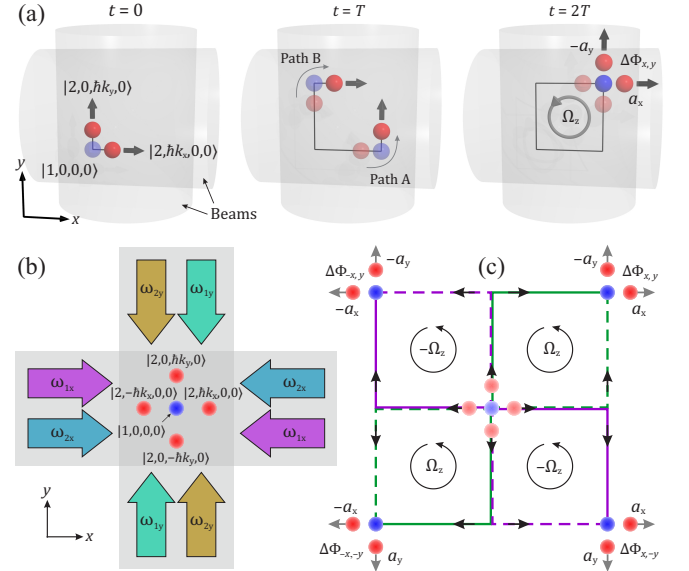 (a)
t = 0
t = T
t = 2T
|2,0,ħk_y,0⟩
|2,ħk_x,0,0⟩
|1,0,0,0⟩
Beams
y
x
Path B
Path A
-a_y
ΔΦ_x,y
a_x
Ω_z
(b)
ω_2y
ω_1y
|2,0,ħk_y,0⟩
ω_1x
|2,-ħk_x,0,0⟩
|2,ħk_x,0,0⟩
ω_2x
ω_2x
|1,0,0,0⟩
ω_1x
|2,0,-ħk_y,0⟩
ω_1y
ω_2y
y
x
(c)
-a_y
-a_y
ΔΦ_-x,y
ΔΦ_x,y
-a_x
a_x
-Ω_z
Ω_z
Ω_z
-Ω_z
-a_x
a_x
ΔΦ_-x,-y
a_y
a_y
ΔΦ_x,-y